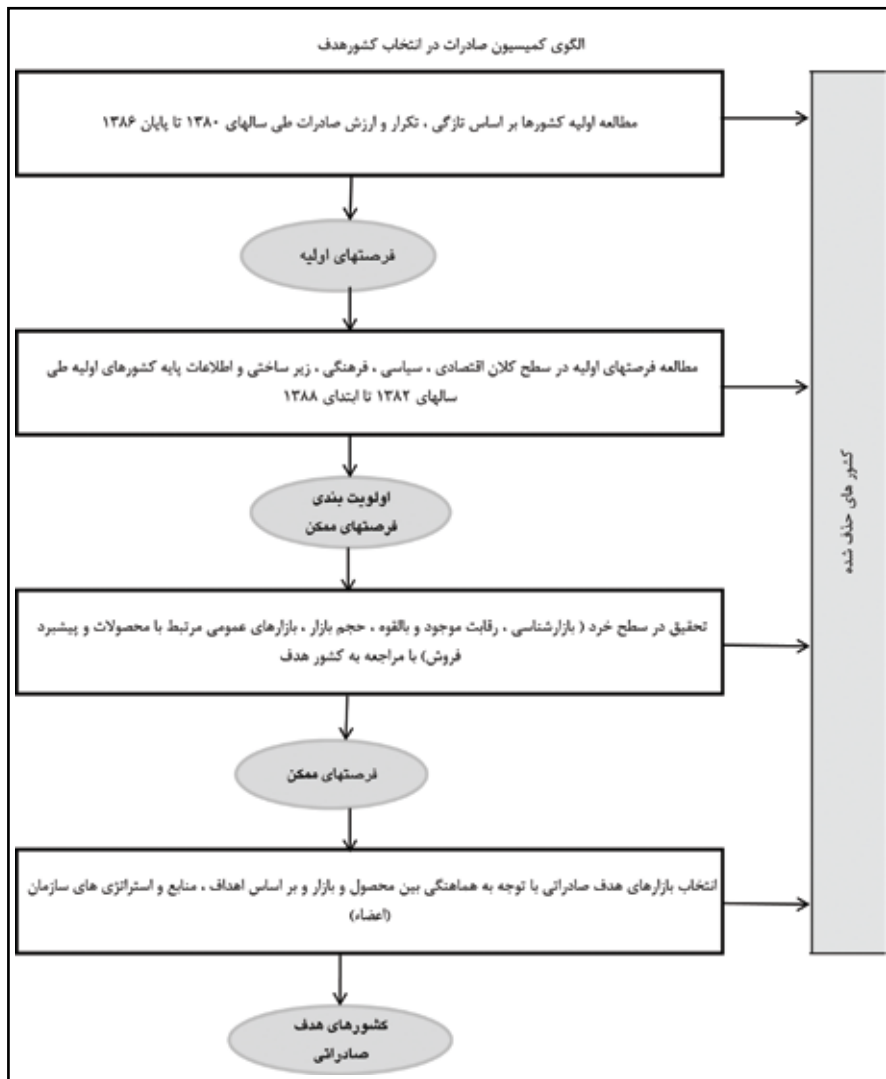 الگوی کمیسیون صادرات در انتخاب کشورهدف
مطالعه اولیه کشورها بر اساس تازگی ، تکرار و ارزش صادرات طی سالهای ۱۳۸۰ تا پایان ۱۳۸۶
فرصتهای اولیه
مطالعه فرصتهای اولیه در سطح کلان اقتصادی ، سیاسی ، فرهنگی ، زیر ساختی و اطلاعات پایه کشورهای اولیه طی
سالهای ۱۳۸۲ تا ابتدای ۱۳۸۸
اولویت بندی
فرصتهای ممکن
تحقیق در سطح خرد ( بازارشناسی ، رقابت موجود و بالقوه ، حجم بازار ، بازارهای عمومی مرتبط با محصولات و پیشبرد
فروش) با مراجعه به کشور هدف
فرصتهای ممکن
انتخاب بازارهای هدف صادراتی با توجه به هماهنگی بین محصول و بازار و بر اساس اهداف ، منابع و استراتژی های سازمان
(اعضاء)
کشورهای هدف
صادراتی
کشور های حذف شده